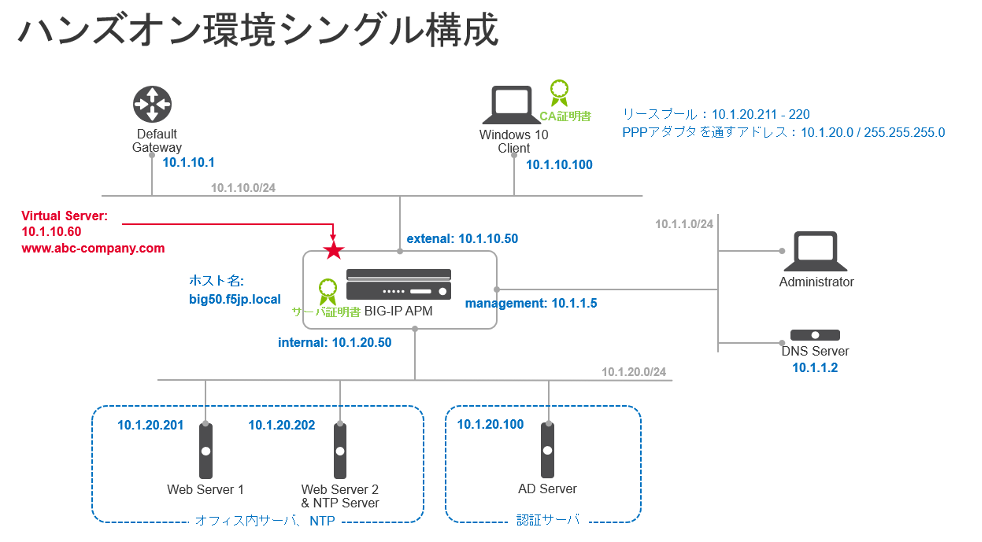 ハンズオン環境シングル構成
Default
Gateway
10.1.10.1
CA証明書
Windows 10
Client
10.1.10.100
リースプール：10.1.20.211 - 220
PPPアダプタを通すアドレス：10.1.20.0 / 255.255.255.0
10.1.10.0/24
Virtual Server:
10.1.10.60
www.abc-company.com
extenal: 10.1.10.50
10.1.1.0/24
ホスト名:
big50.f5jp.local
サーバ証明書
BIG-IP APM
management: 10.1.1.5
Administrator
internal: 10.1.20.50
DNS Server
10.1.1.2
10.1.20.0/24
10.1.20.201
10.1.20.202
10.1.20.100
Web Server 1
Web Server 2
& NTP Server
AD Server
オフィス内サーバ、NTP
認証サーバ